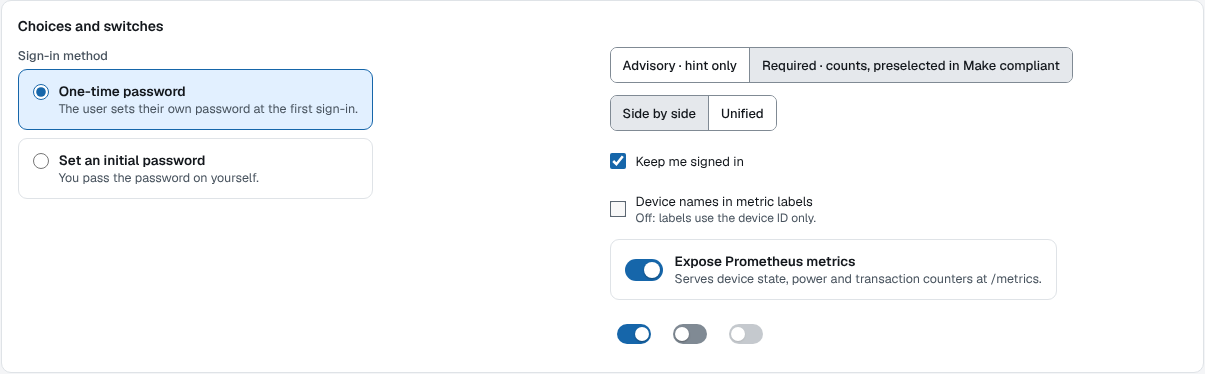 Choices and switches
Sign-in method
One-time password
The user sets their own password at the first sign-in.
Set an initial password
You pass the password on yourself.
Advisory · hint only
Required · counts, preselected in Make compliant
Side by side
Unified
Keep me signed in
Device names in metric labels
Off: labels use the device ID only.
Expose Prometheus metrics
Serves device state, power and transaction counters at /metrics.